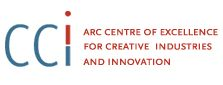 CCI
ARC CENTRE OF EXCELLENCE
FOR CREATIVE INDUSTRIES
AND INNOVATION